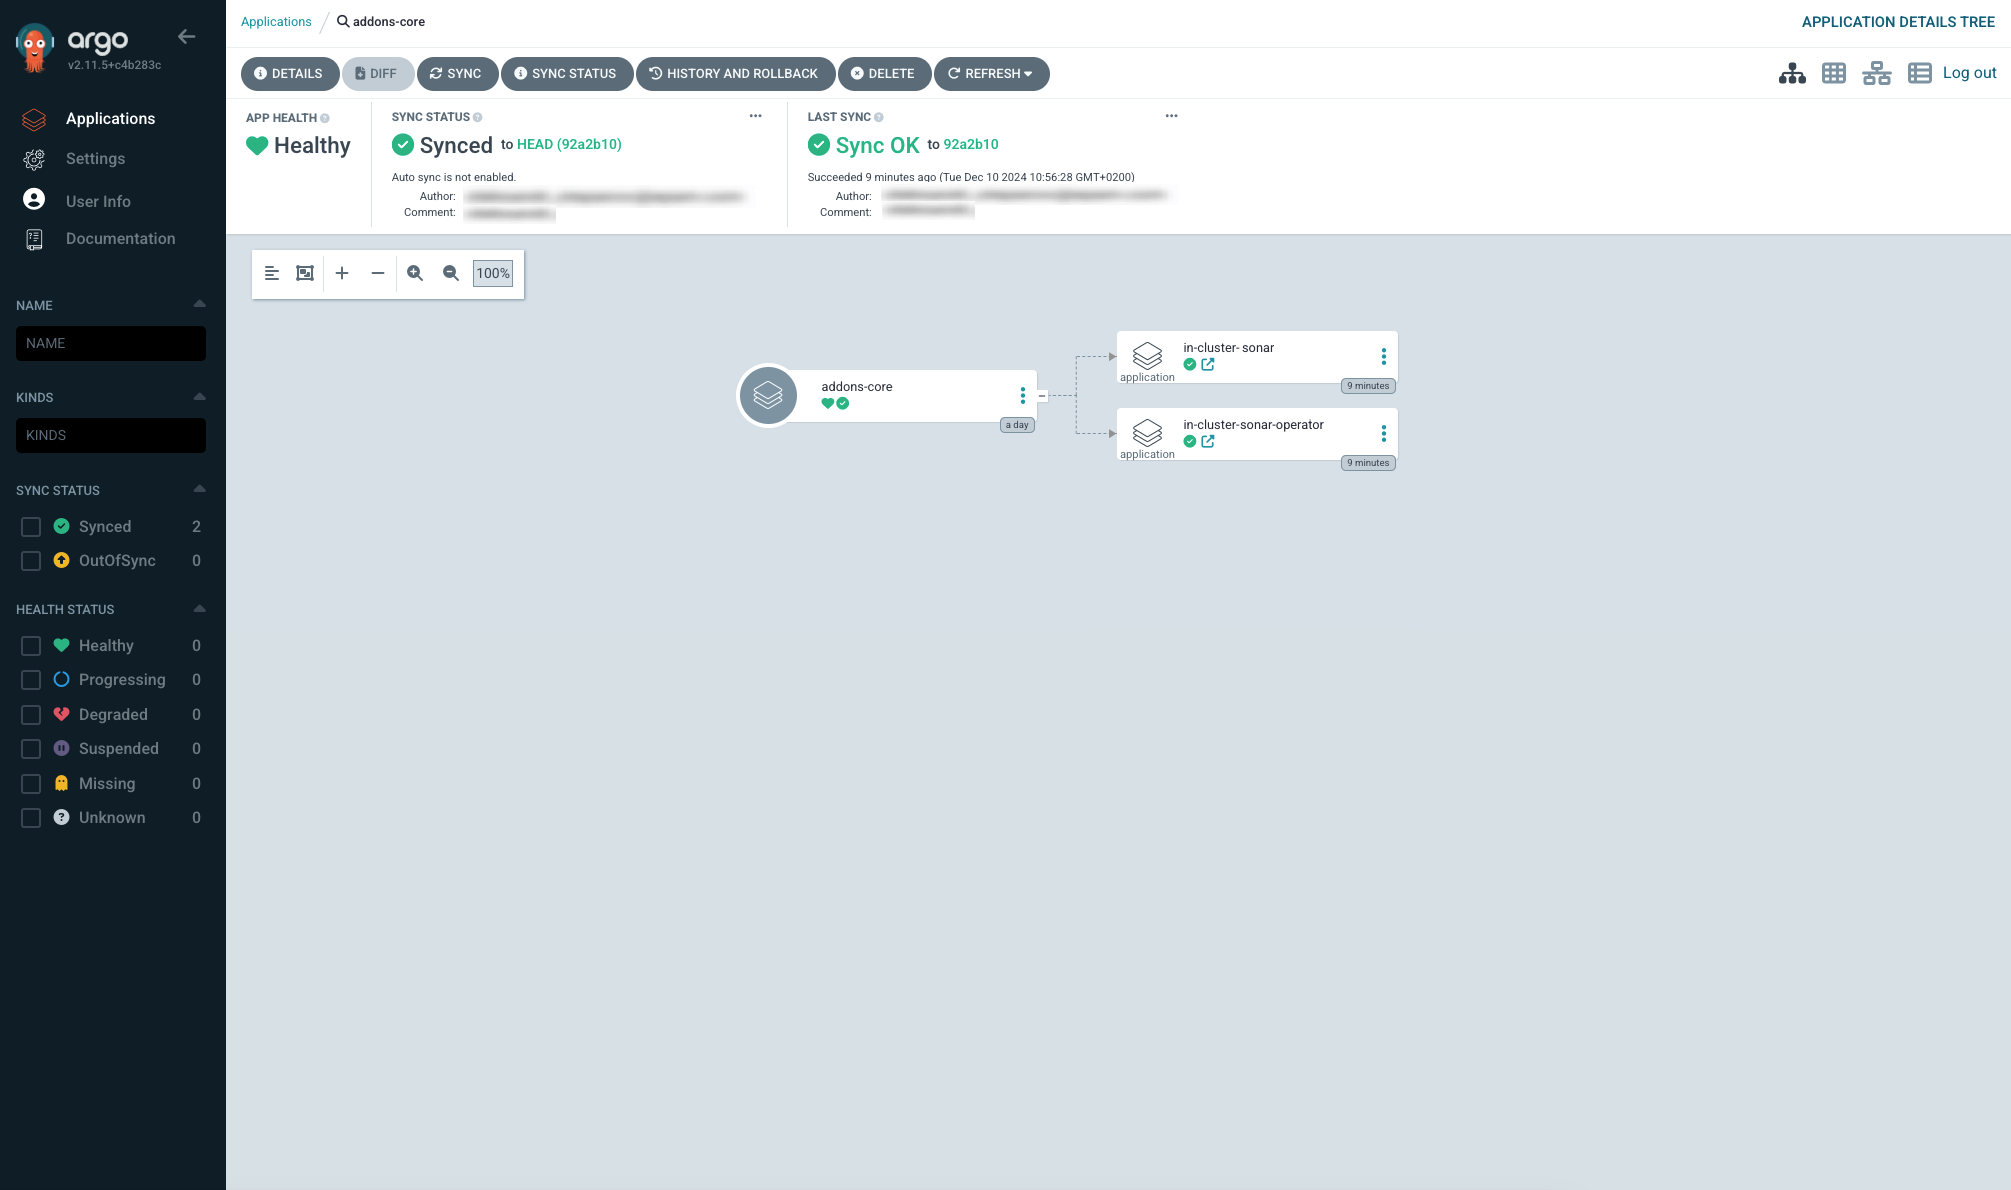 argo
v2.11.5+c4b283c
Applications
Settings
User Info
Documentation
NAME
NAME
KINDS
KINDS
SYNC STATUS
Synced 2
OutOfSync 0
HEALTH STATUS
Healthy 0
Progressing 0
Degraded 0
Suspended 0
Missing 0
Unknown 0
Applications / addons-core
APPLICATION DETAILS TREE
DETAILS DIFF SYNC SYNC STATUS HISTORY AND ROLLBACK DELETE REFRESH
Log out
APP HEALTH
Healthy
SYNC STATUS
Synced to HEAD (92a2b10)
Auto sync is not enabled.
Author:
Comment:
LAST SYNC
Sync OK to 92a2b10
Succeeded 9 minutes ago (Tue Dec 10 2024 10:56:28 GMT+0200)
Author:
Comment:
100%
addons-core
a day
in-cluster-sonar
application
9 minutes
in-cluster-sonar-operator
application
9 minutes